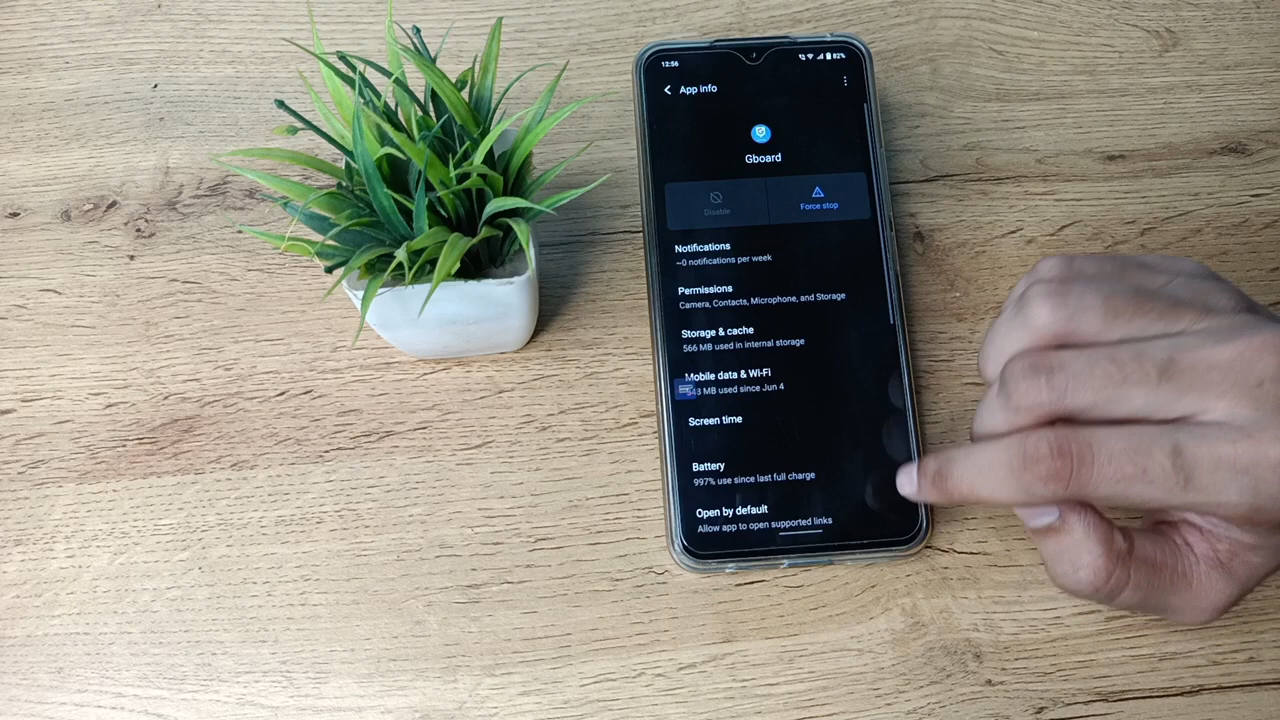 12:56
82%
App info
Gboard
Disable
Force stop
Notifications
~0 notifications per week
Permissions
Camera, Contacts, Microphone, and Storage
Storage & cache
566 MB used in internal storage
Mobile data & Wi-Fi
543 MB used since Jun 4
Screen time
Battery
997% use since last full charge
Open by default
Allow app to open supported links